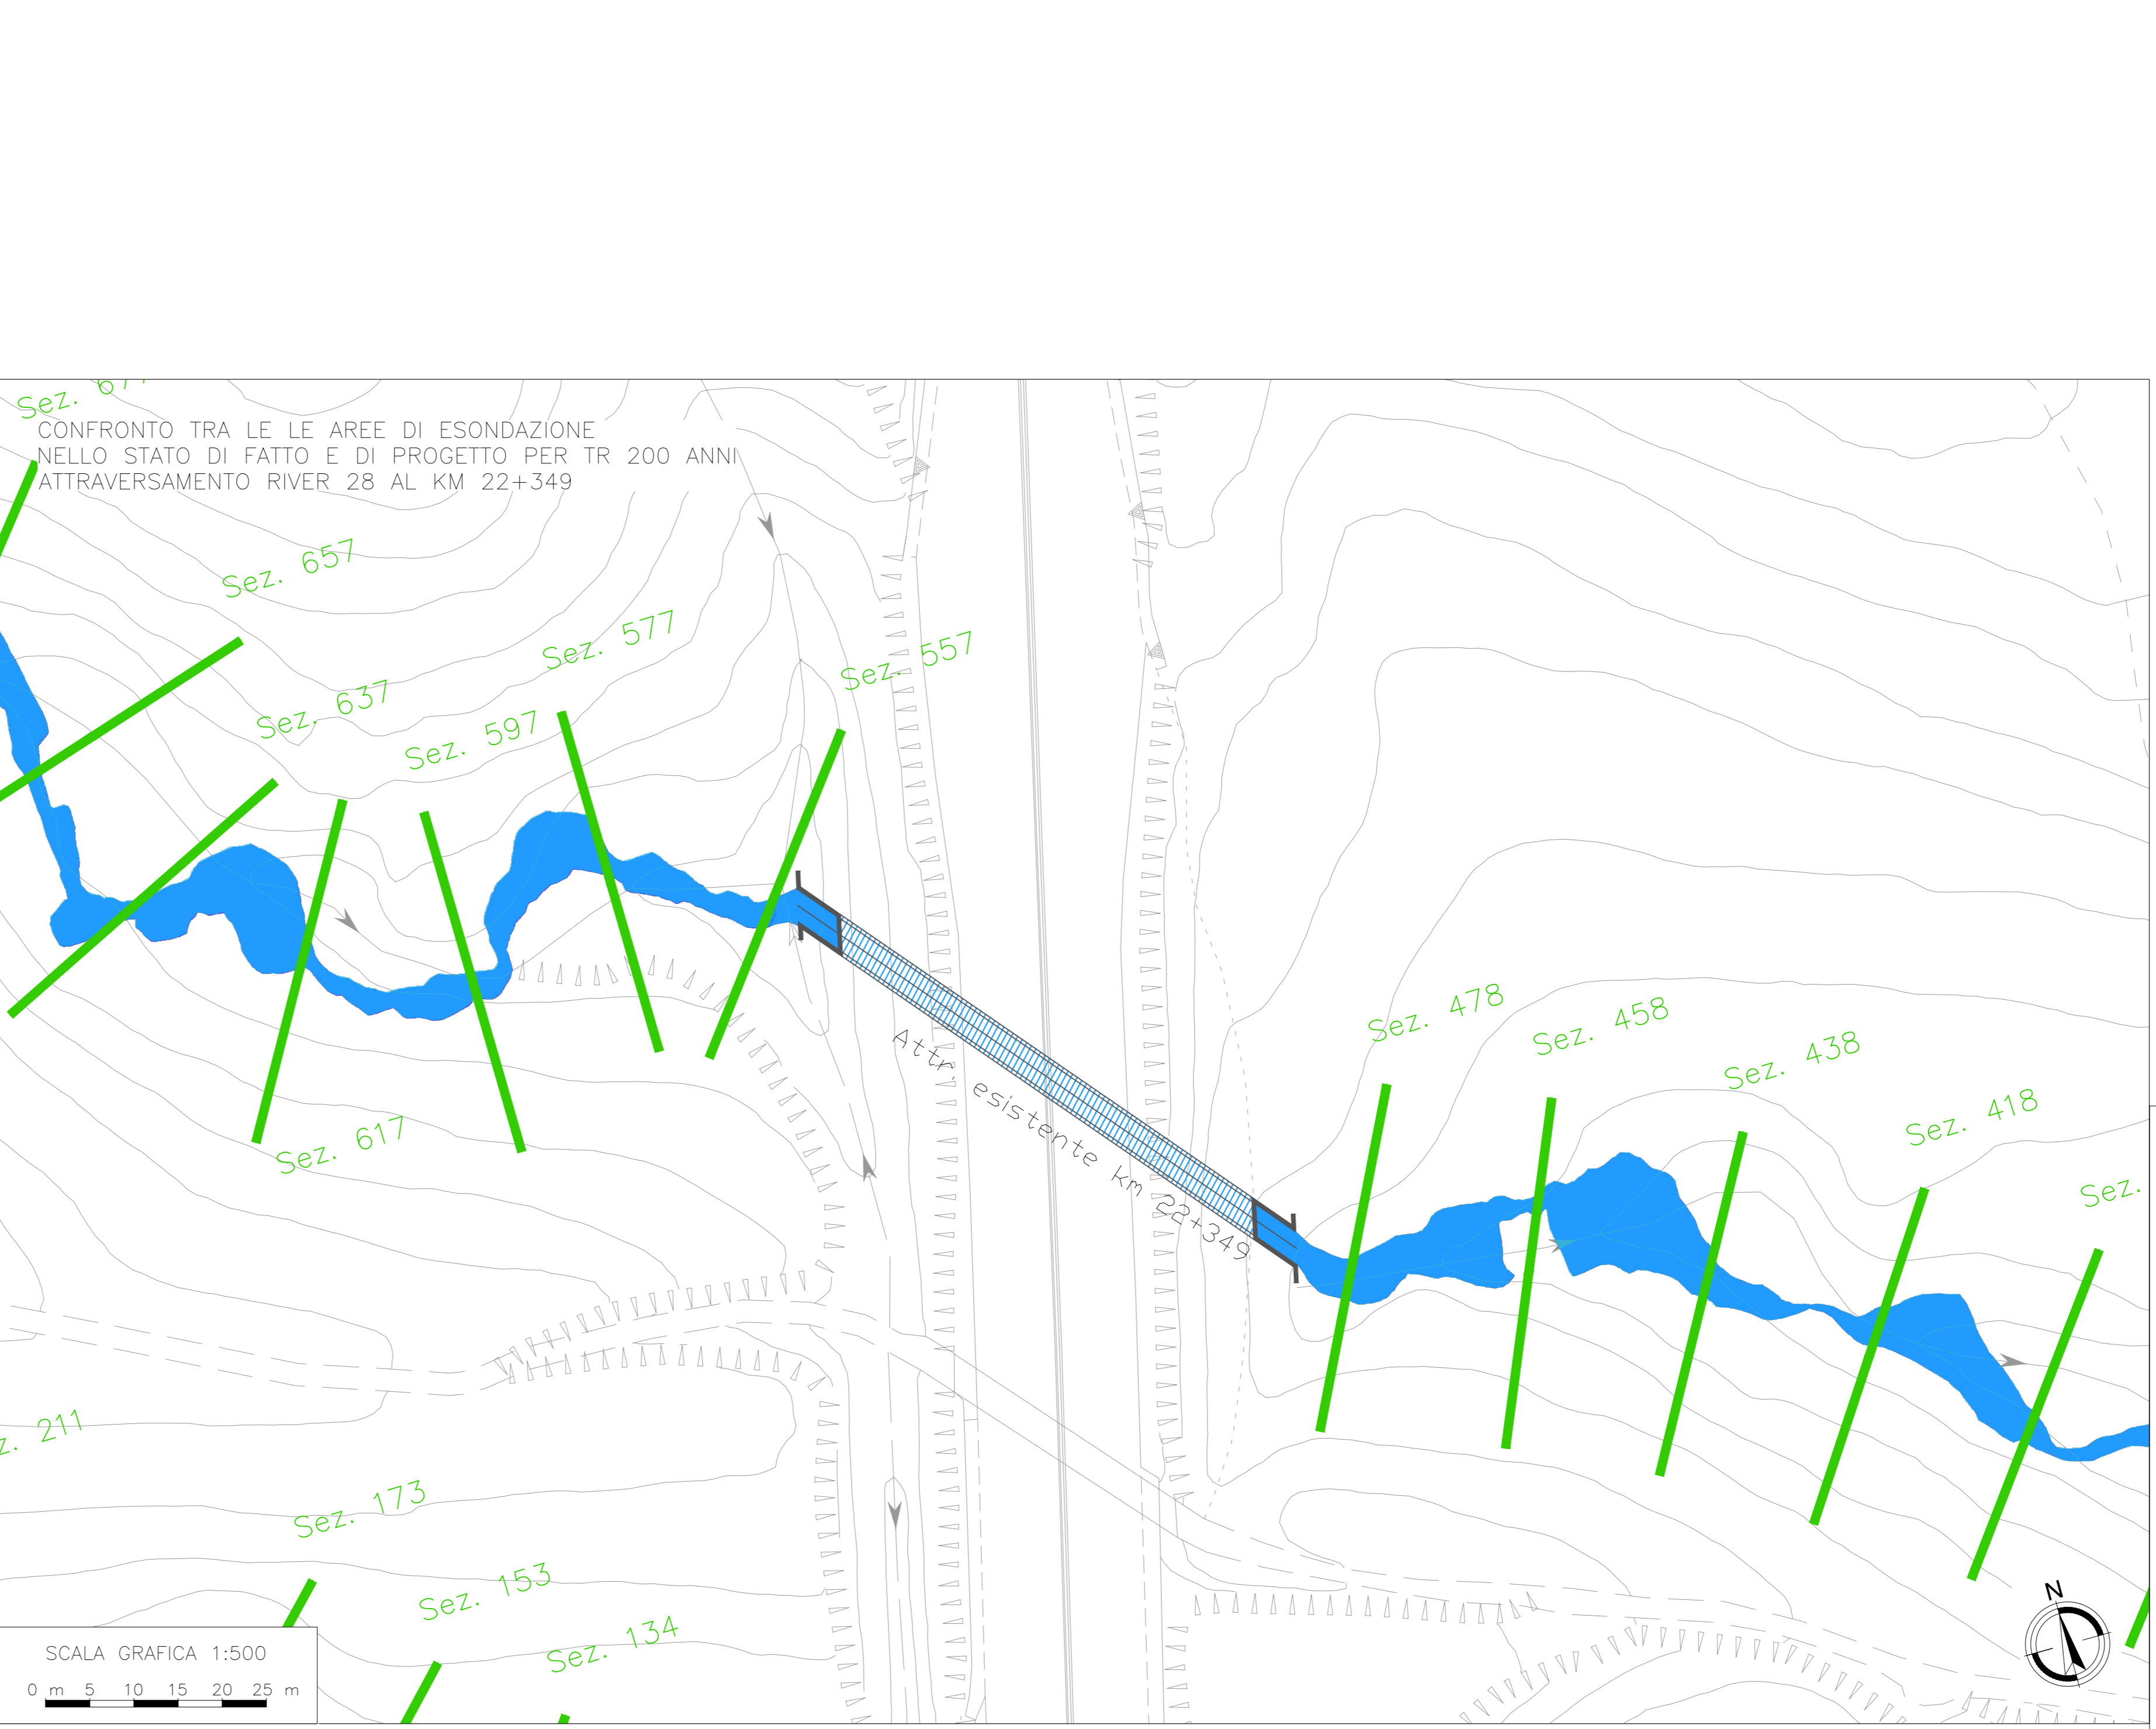 CONFRONTO TRA LE LE AREE DI ESONDAZIONE
NELLO STATO DI FATTO E DI PROGETTO PER TR 200 ANNI
ATTRAVERSAMENTO RIVER 28 AL KM 22+349
Sez.
Sez. 657
Sez. 637
Sez. 597
Sez. 577
Sez. 557
Sez. 617
Attr. esistente km 22+349
Sez. 478
Sez. 458
Sez. 438
Sez. 418
Sez.
z. 211
Sez. 173
Sez. 153
Sez. 134
SCALA GRAFICA 1:500
0 m 5 10 15 20 25 m
N